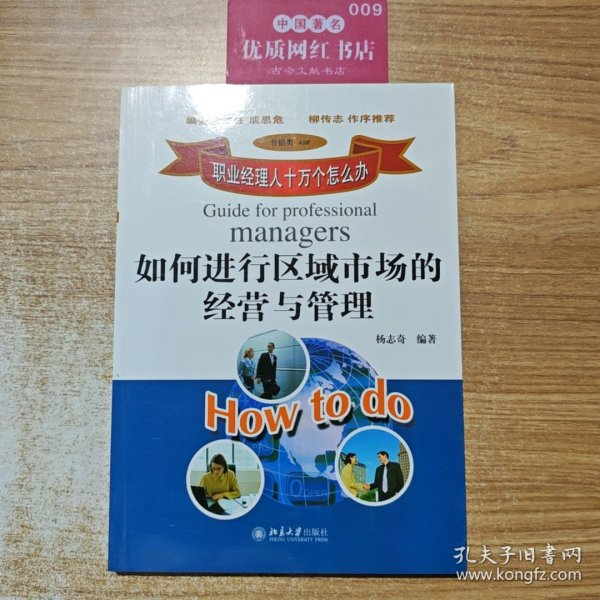 009
中国著名
优质网红书店
古今文献书店
成思危 柳传志 作序推荐
营销类 408
职业经理人十万个怎么办
Guide for professional
managers
如何进行区域市场的
经营与管理
杨志奇 编著
How to do
北京大学出版社
PEKING UNIVERSITY PRESS
孔夫子旧书网
www.kongfz.com